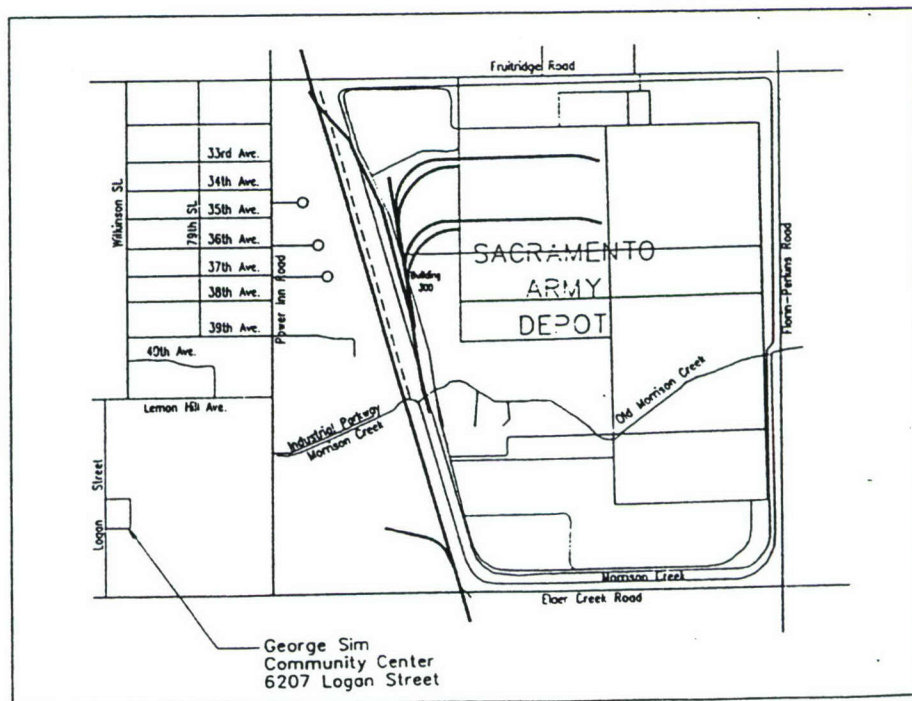 Fruitridge Road
33rd Ave.
34th Ave.
35th Ave.
36th Ave.
37th Ave.
38th Ave.
39th Ave.
40th Ave.
Lemon Hill Ave.
Wilkinson St.
79th St.
Power Inn Road
Building
300
SACRAMENTO
ARMY
DEPOT
Florin-Perkins Road
Old Morrison Creek
Industrial Parkway
Morrison Creek
Logan Street
Morrison Creek
Elder Creek Road
George Sim
Community Center
6207 Logan Street